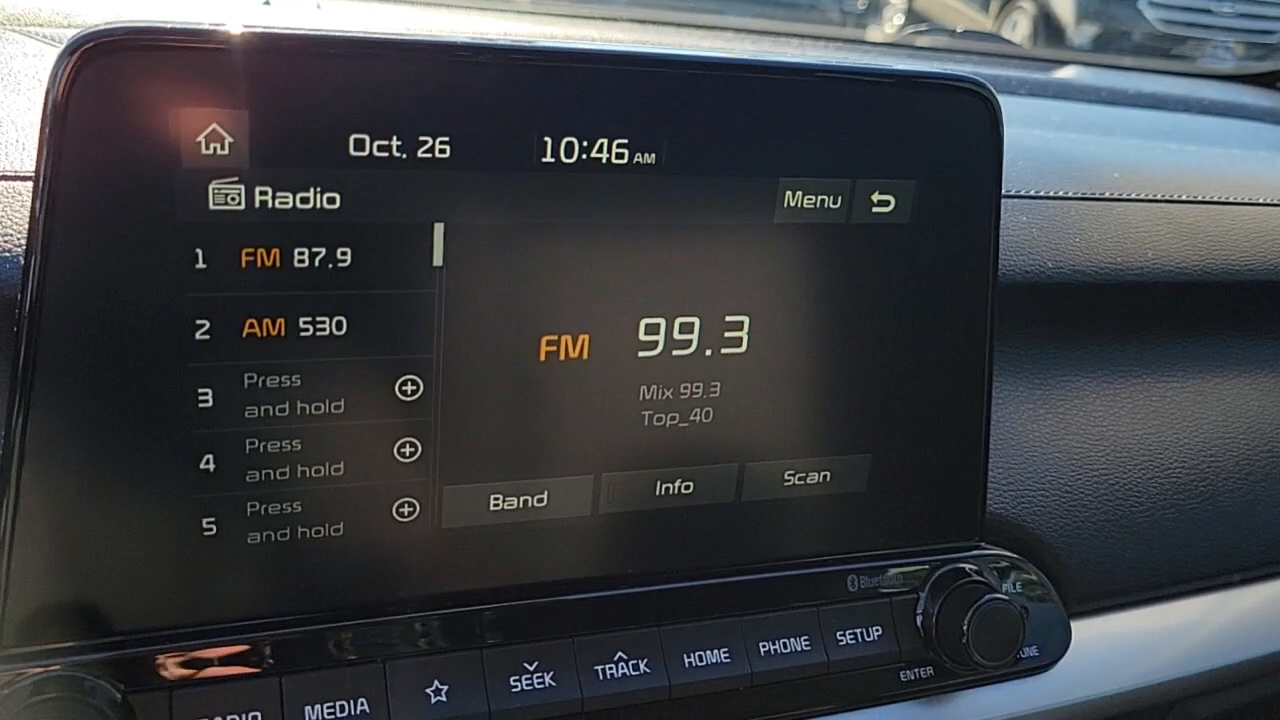 Oct. 26 10:46 AM
Radio
Menu
1 FM 87.9
2 AM 530
3 Press
and hold
4 Press
and hold
5 Press
and hold
FM 99.3
Mix 99.3
Top_40
Band Info Scan
Bluetooth
FILE
RADIO MEDIA SEEK TRACK HOME PHONE SETUP
ENTER
TUNE